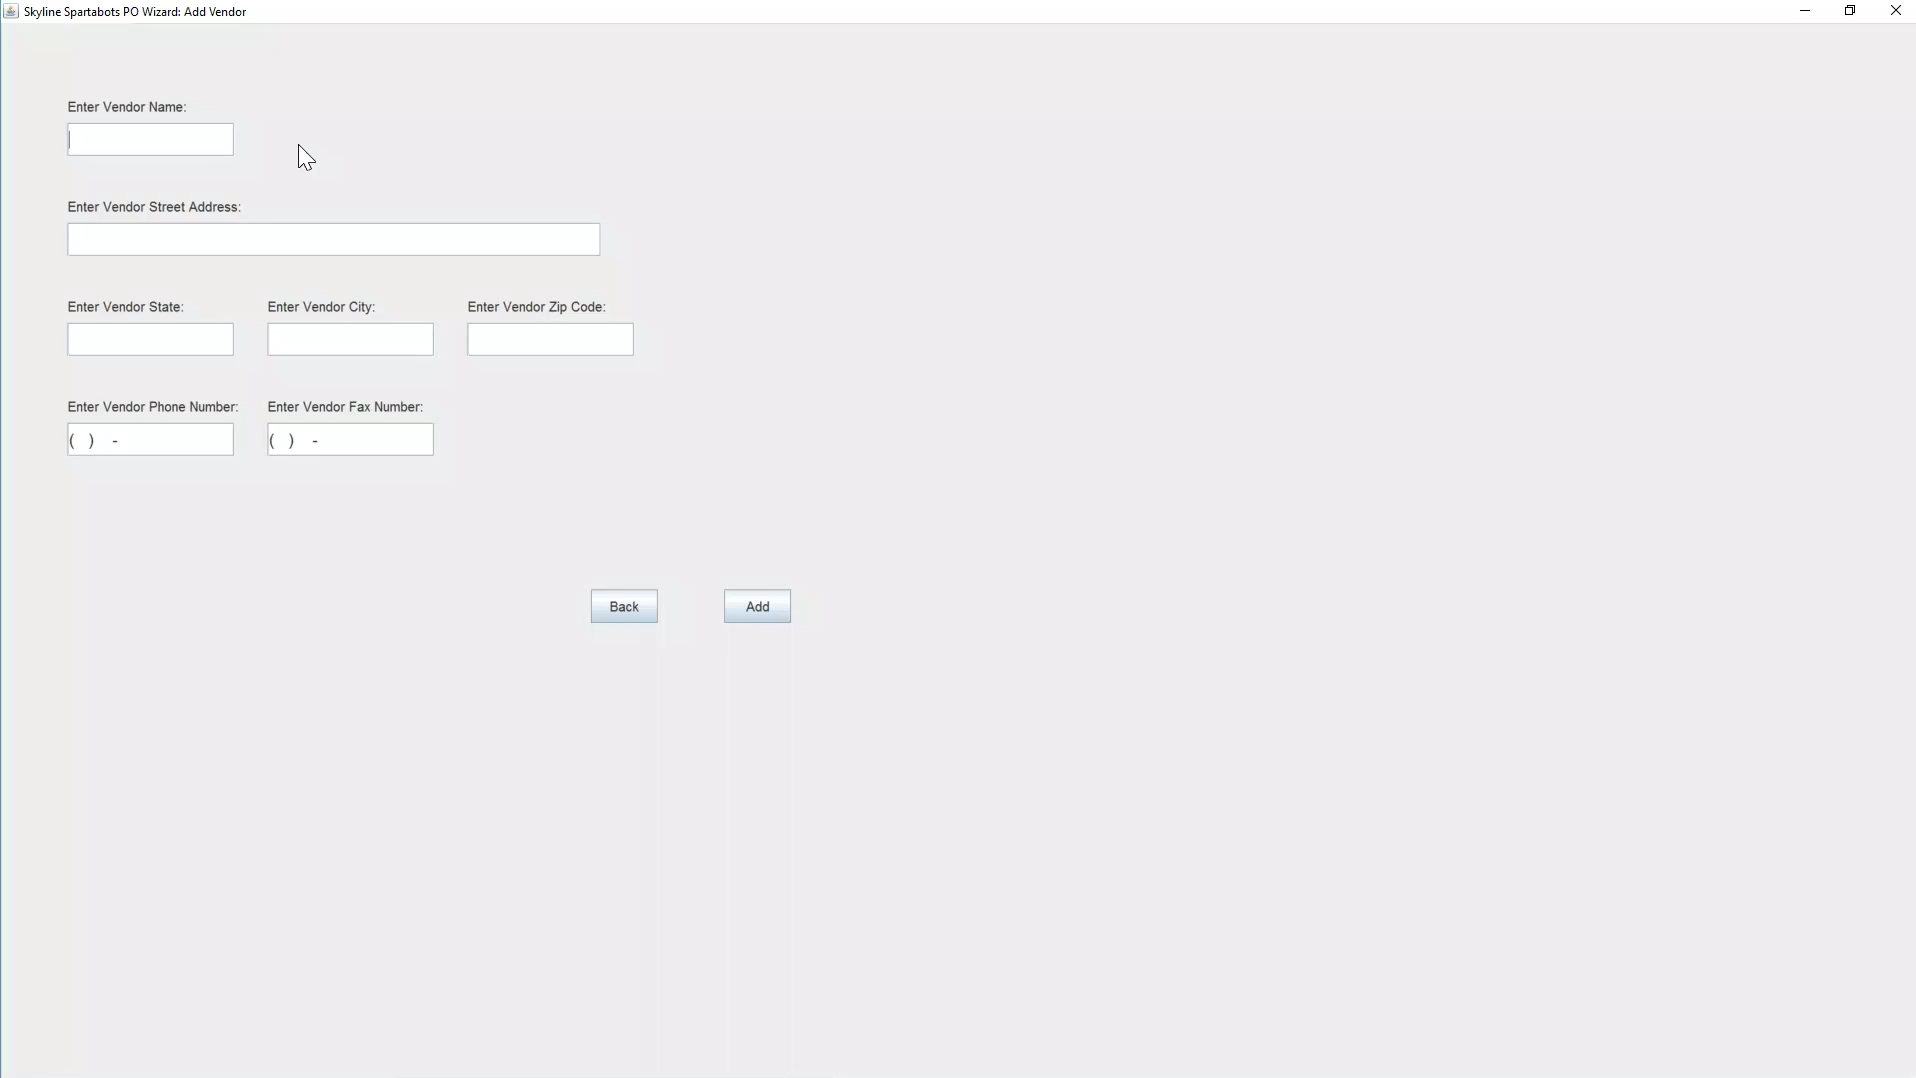 Skyline Spartabots PO Wizard: Add Vendor
Enter Vendor Name:
Enter Vendor Street Address:
Enter Vendor State: Enter Vendor City: Enter Vendor Zip Code:
Enter Vendor Phone Number: Enter Vendor Fax Number:
( ) - ( ) -
Back Add